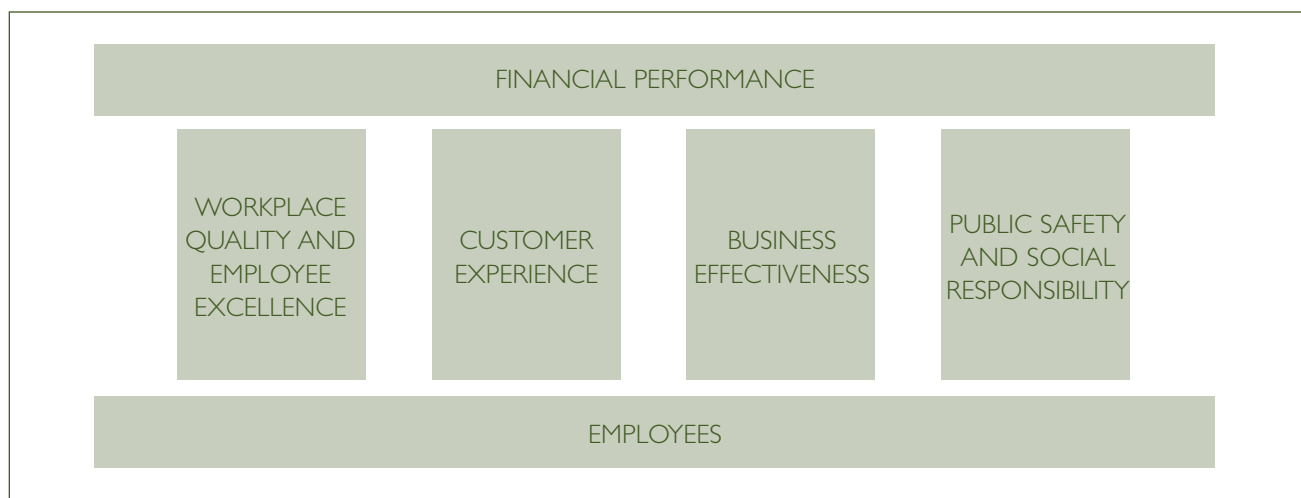 FINANCIAL PERFORMANCE
WORKPLACE
QUALITY AND
EMPLOYEE
EXCELLENCE
CUSTOMER
EXPERIENCE
BUSINESS
EFFECTIVENESS
PUBLIC SAFETY
AND SOCIAL
RESPONSIBILITY
EMPLOYEES